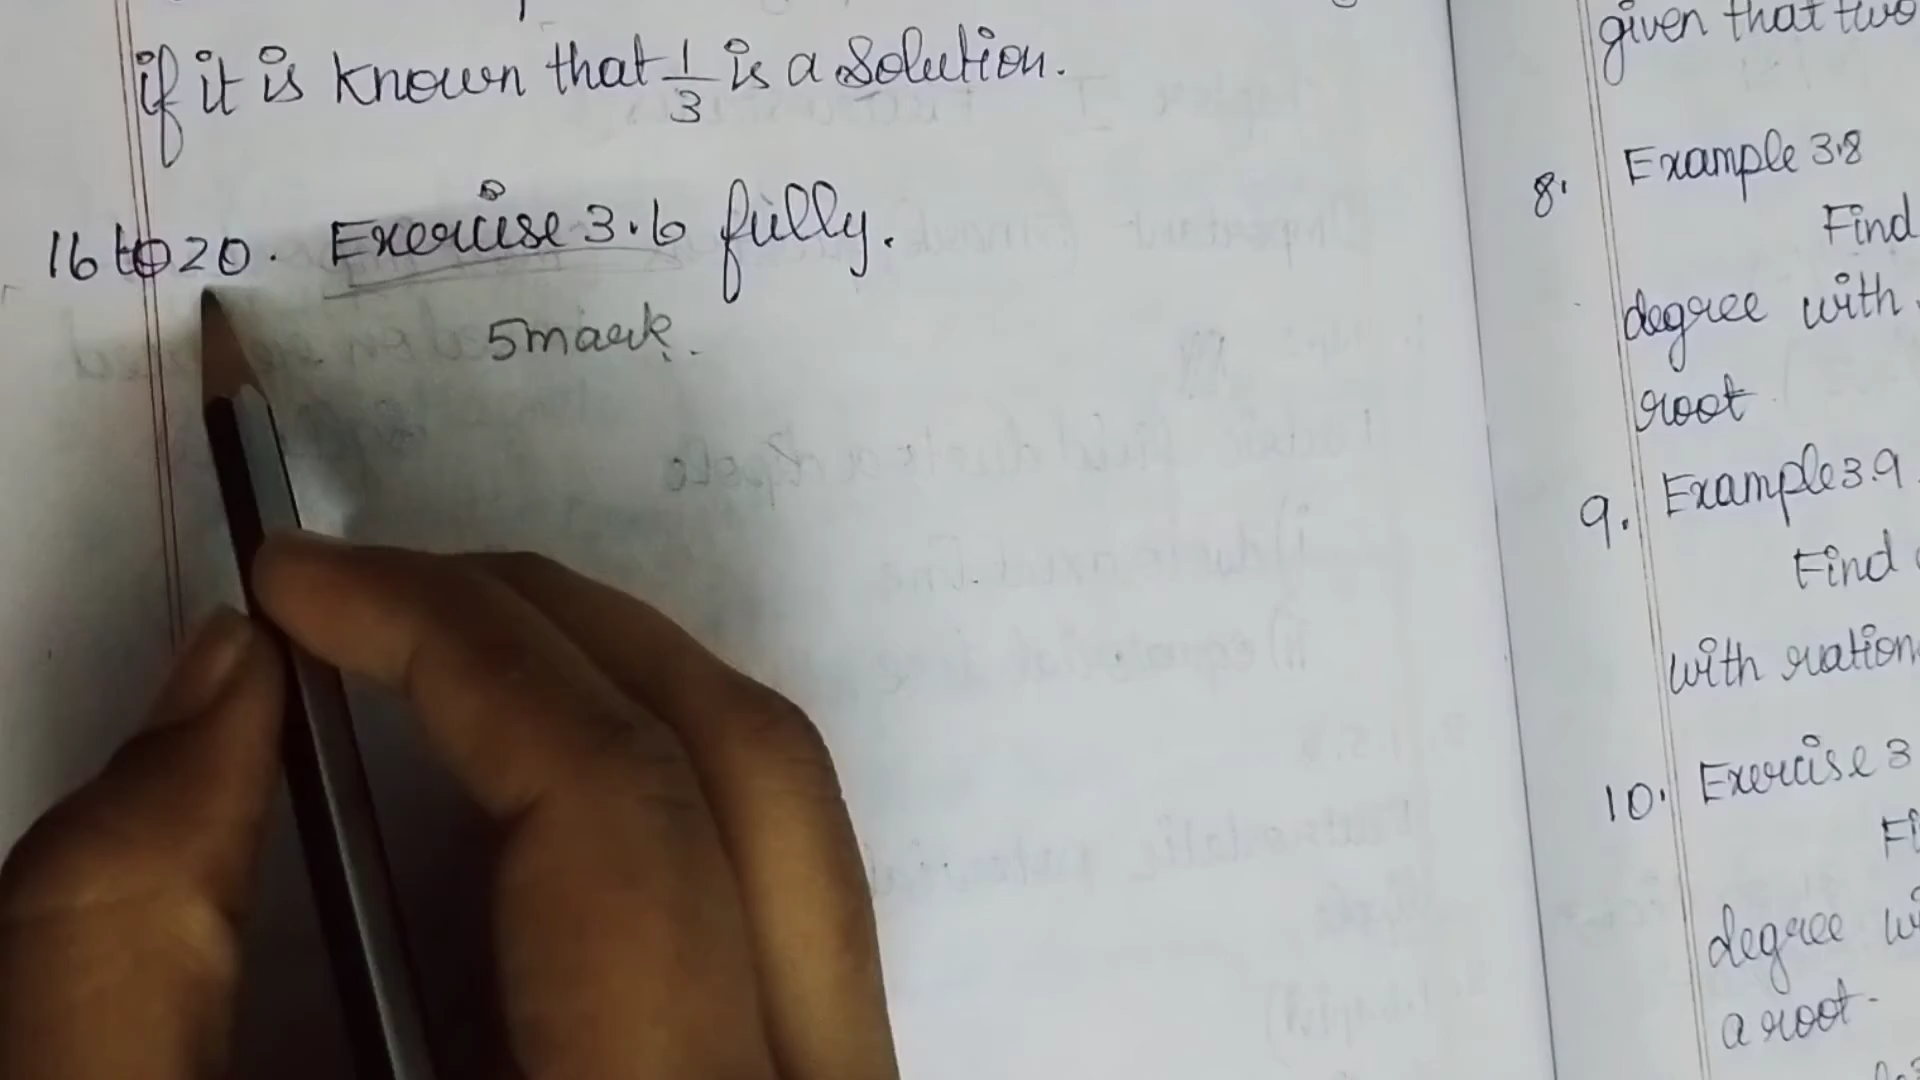 if it is known that 1/3 is a solution.
16 to 20. Exercise 3.6 fully.
5mark.
given that two
8. Example 3.8
Find
degree with
root
9. Example 3.9
Find
with ration
10. Exercise 3
Fi
degree wi
a root.